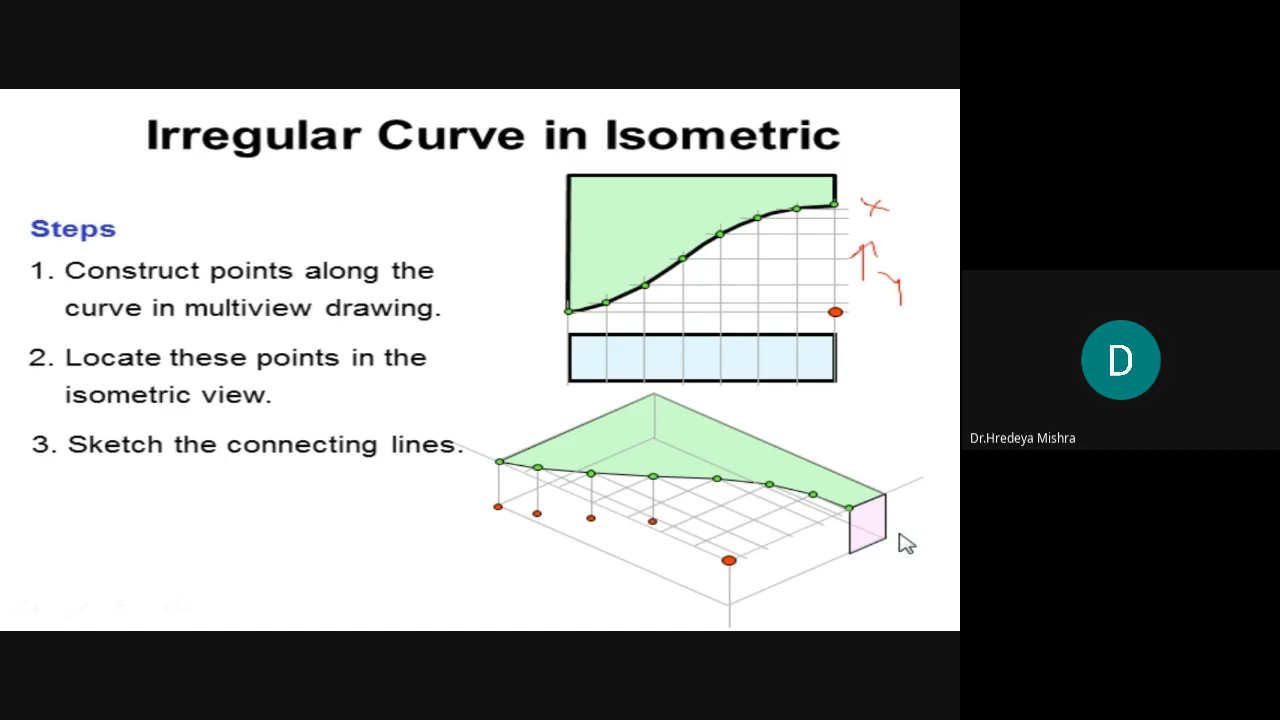 Irregular Curve in Isometric
Steps
1. Construct points along the
curve in multiview drawing.
2. Locate these points in the
isometric view.
3. Sketch the connecting lines.
x
y
D
Dr.Hredeya Mishra